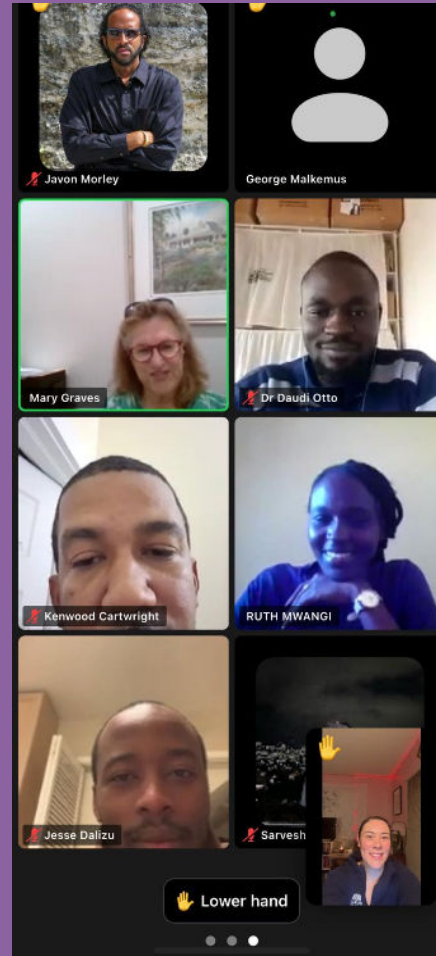 Javon Morley
George Malkemus
Mary Graves
Dr Daudi Otto
Kenwood Cartwright
RUTH MWANGI
Jesse Dalizu
Sarvesh
Lower hand